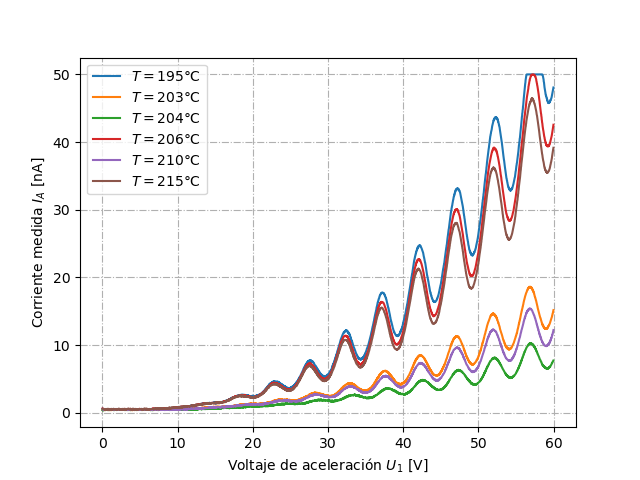 50
40
30
20
10
0
Corriente medida I_A [nA]
T = 195°C
T = 203°C
T = 204°C
T = 206°C
T = 210°C
T = 215°C
0 10 20 30 40 50 60
Voltaje de aceleración U_1 [V]